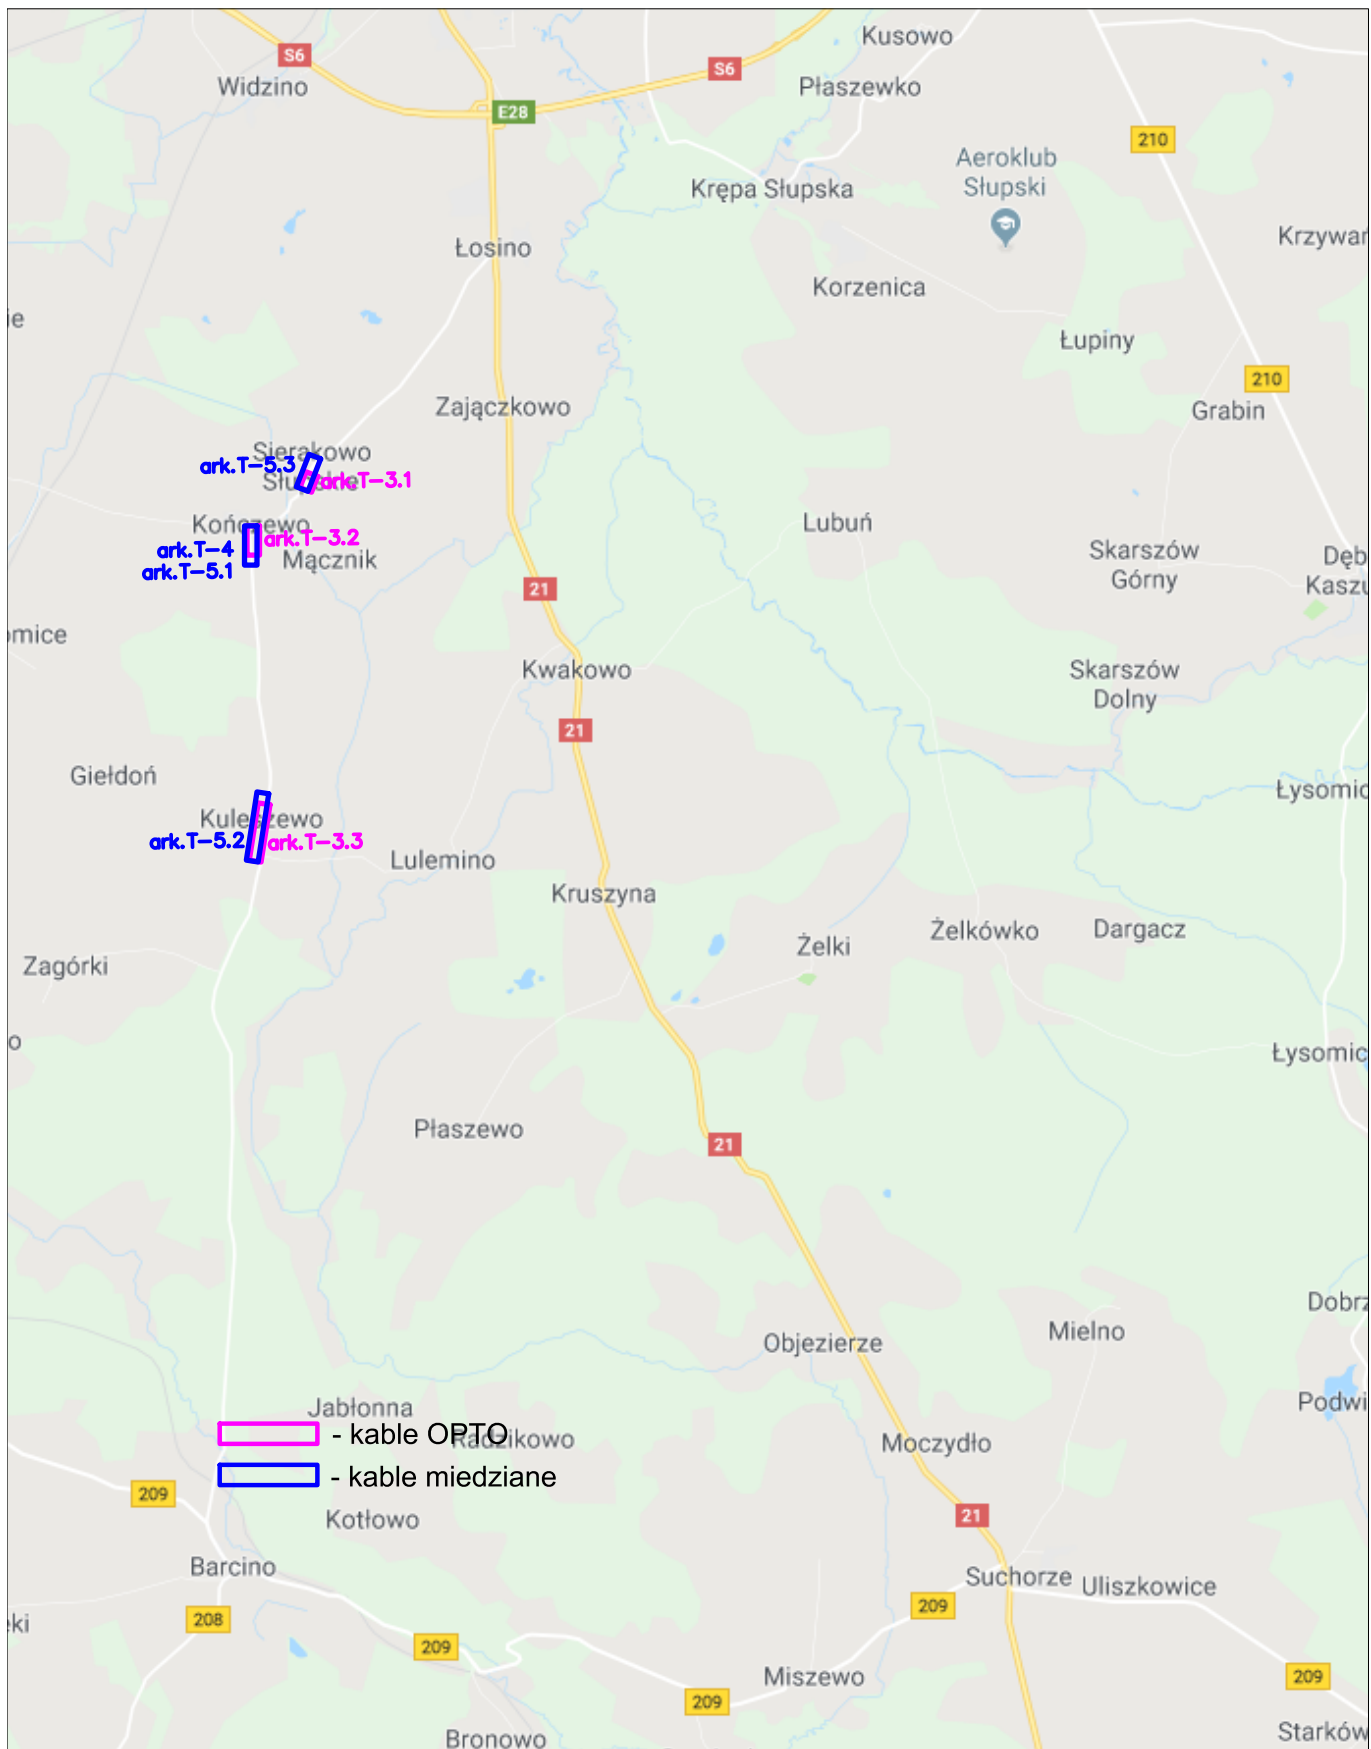 Kusowo
S6
S6
Widzino
Płaszewko
E28
210
Aeroklub
Słupski
Krępa Słupska
Krzywar
Łosino
Korzenica
ie
Łupiny
210
Zajączkowo
Grabin
Sierakowo
Słupskie
ark.T-5.3
ark.T-3.1
Kończewo
ark.T-3.2
Lubuń
ark.T-4
Mącznik
ark.T-5.1
Skarszów
Górny
Dęb
Kaszu
21
omice
Kwakowo
Skarszów
Dolny
21
Giełdoń
Łysomic
Kuleszewo
ark.T-5.2
ark.T-3.3
Lulemino
Kruszyna
Żelki
Żelkówko
Dargacz
Zagórki
o
Łysomic
Płaszewo
21
Dobrz
Mielno
Objezierze
Podwi
Jabłonna
- kable OPTO
Radzikowo
Moczydło
- kable miedziane
209
Kotłowo
21
Barcino
Suchorze
Uliszkowice
209
208
eki
209
Miszewo
209
209
Bronowo
Starków